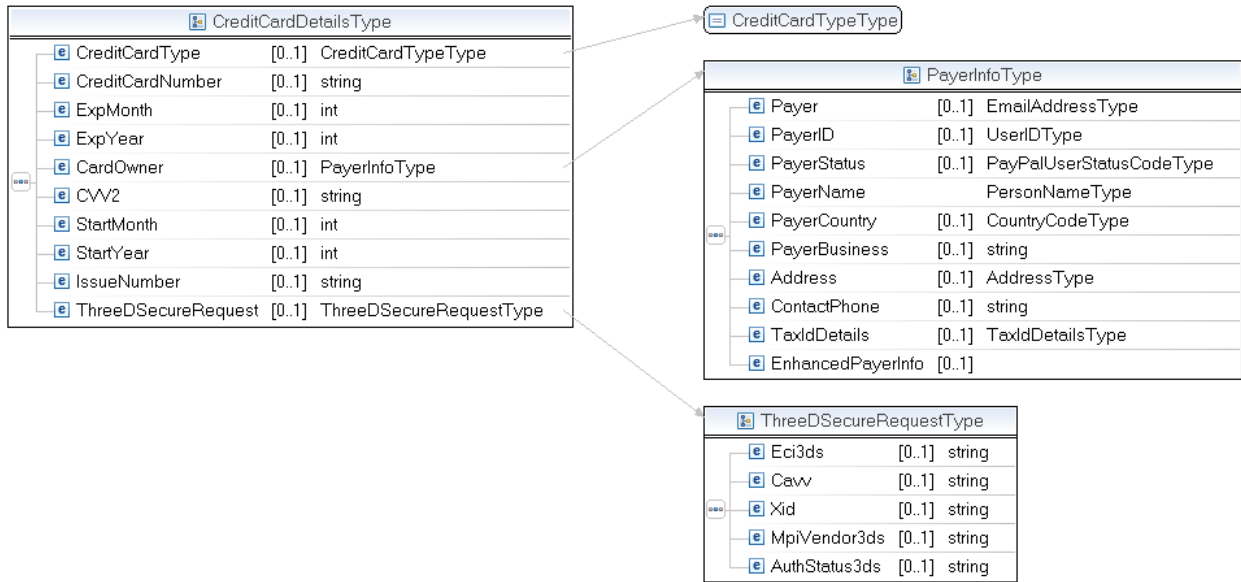 CreditCardDetailsType
CreditCardType [0..1] CreditCardTypeType
CreditCardNumber [0..1] string
ExpMonth [0..1] int
ExpYear [0..1] int
CardOwner [0..1] PayerInfoType
CVV2 [0..1] string
StartMonth [0..1] int
StartYear [0..1] int
IssueNumber [0..1] string
ThreeDSecureRequest [0..1] ThreeDSecureRequestType
CreditCardTypeType
PayerInfoType
Payer [0..1] EmailAddressType
PayerID [0..1] UserIDType
PayerStatus [0..1] PayPalUserStatusCodeType
PayerName PersonNameType
PayerCountry [0..1] CountryCodeType
PayerBusiness [0..1] string
Address [0..1] AddressType
ContactPhone [0..1] string
TaxIdDetails [0..1] TaxIdDetailsType
EnhancedPayerInfo [0..1]
ThreeDSecureRequestType
Eci3ds [0..1] string
Cavv [0..1] string
Xid [0..1] string
MpiVendor3ds [0..1] string
AuthStatus3ds [0..1] string